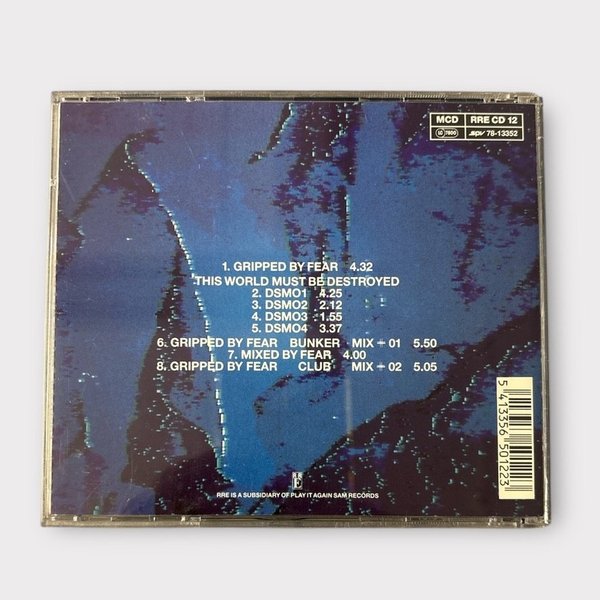 MCD RRE CD 12
LC 7800 spv 78-13352
1. GRIPPED BY FEAR 4.32
THIS WORLD MUST BE DESTROYED
2. DSMO1 4.25
3. DSMO2 2.12
4. DSMO3 1.55
5. DSMO4 3.37
6. GRIPPED BY FEAR BUNKER MIX = 01 5.50
7. MIXED BY FEAR 4.00
8. GRIPPED BY FEAR CLUB MIX = 02 5.05
5 413356 501223
RRE IS A SUBSIDIARY OF PLAY IT AGAIN SAM RECORDS